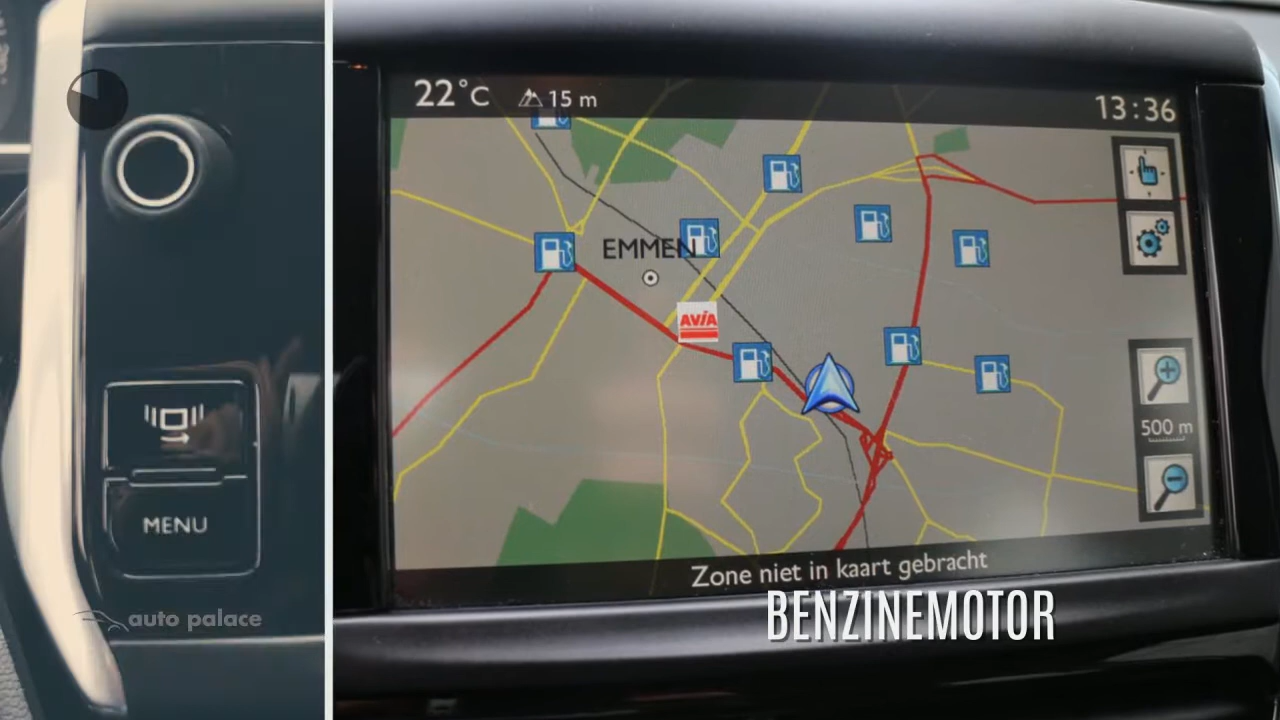 22°C
15 m
13:36
EMMEN
AVIA
500 m
Zone niet in kaart gebracht
BENZINEMOTOR
MENU
auto palace